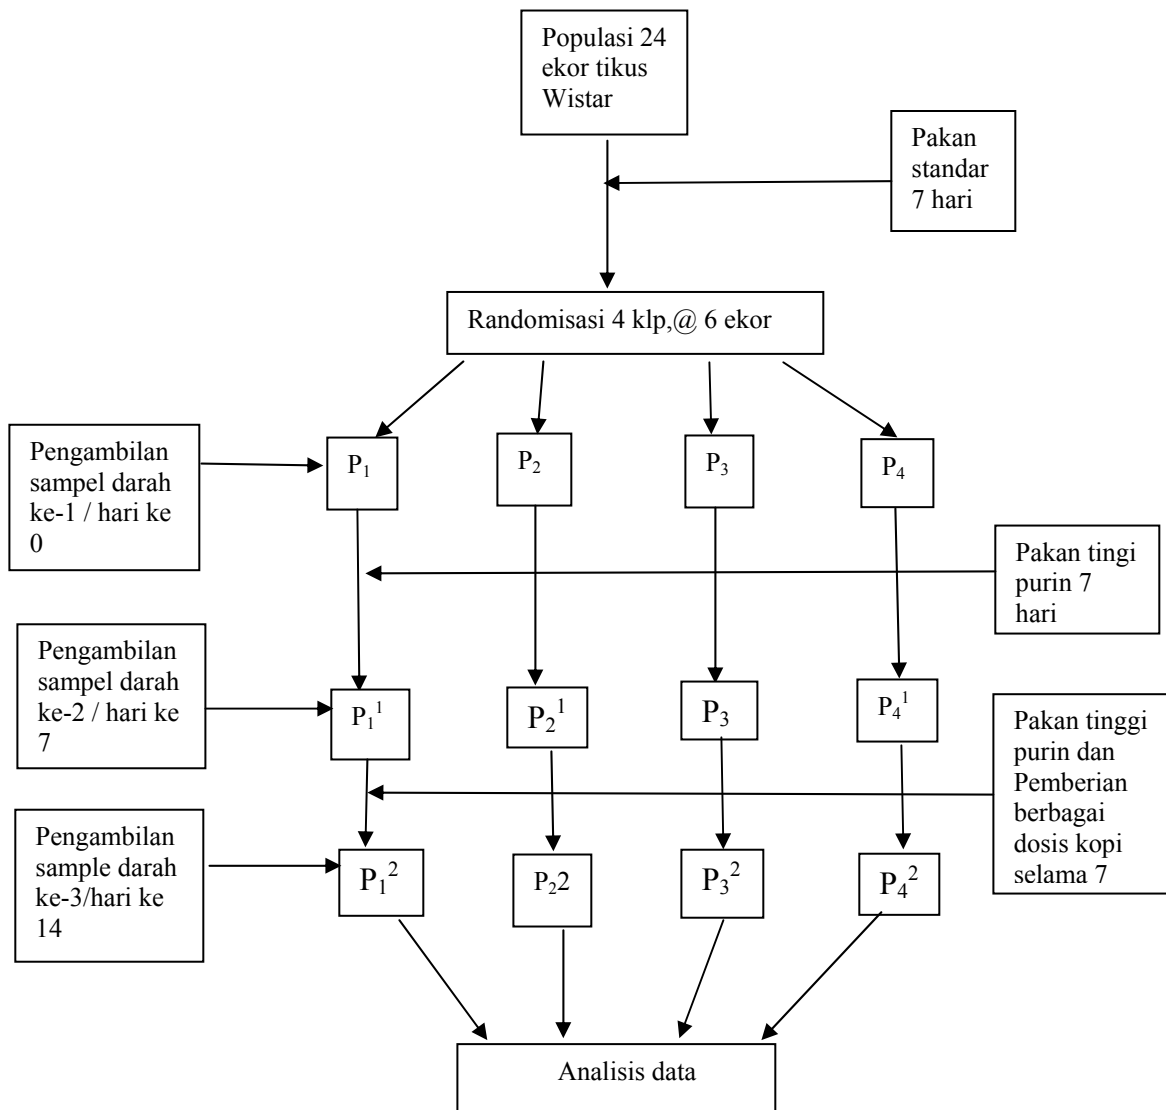 Populasi 24
ekor tikus
Wistar
Pakan
standar
7 hari
Randomisasi 4 klp,@ 6 ekor
Pengambilan
sampel darah
ke-1 / hari ke
0
P₁
P₂
P₃
P₄
Pakan tingi
purin 7
hari
Pengambilan
sampel darah
ke-2 / hari ke
7
P₁¹
P₂¹
P₃
P₄¹
Pakan tinggi
purin dan
Pemberian
berbagai
dosis kopi
selama 7
Pengambilan
sample darah
ke-3/hari ke
14
P₁²
P₂2
P₃²
P₄²
Analisis data